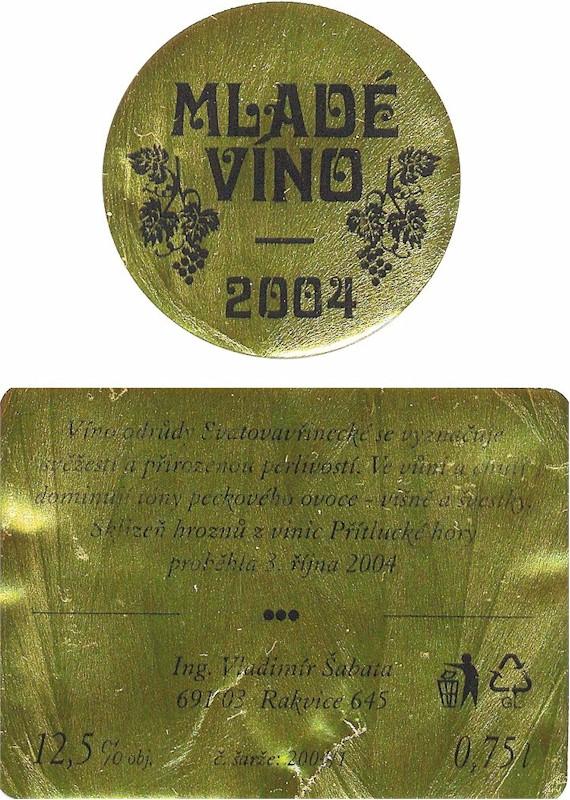 MLADÉ
VÍNO
2004
Víno odrůdy Svatovavřinecké se vyznačuje
svěžestí a přirozenou perlivostí. Ve vůni a chuti
dominují tóny peckového ovoce - višně a švestky.
Sklizeň hroznů z vinic Přítlucké hory
proběhla 3. října 2004
Ing. Vladimír Šabata
691 03 Rakvice 645
GL
12,5 % obj.
č. šarže:
0,75 l